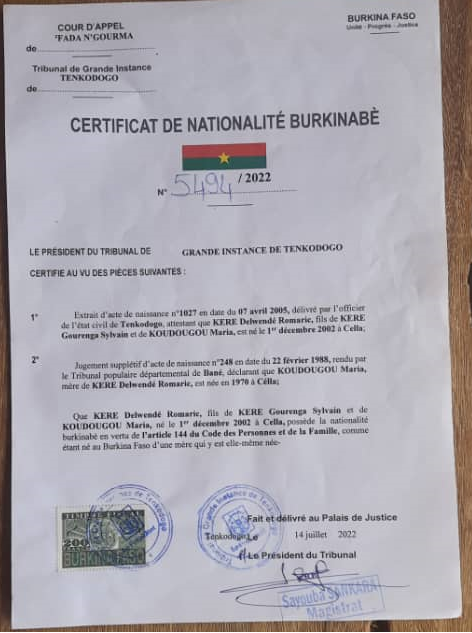 COUR D'APPEL
FADA N'GOURMA
de
Tribunal de Grande Instance
TENKODOGO
de
BURKINA FASO
Unité - Progrès - Justice
CERTIFICAT DE NATIONALITÉ BURKINABÈ
N° 5494 / 2022
LE PRÉSIDENT DU TRIBUNAL DE GRANDE INSTANCE DE TENKODOGO
CERTIFIE AU VU DES PIÈCES SUIVANTES :
1° Extrait d'acte de naissance n°1027 en date du 07 avril 2005, délivré par l'officier
de l'état civil de Tenkodogo, attestant que KERE Delwendé Romaric, fils de KERE
Gourenga Sylvain et de KOUDOUGOU Maria, est né le 1er décembre 2002 à Cella;
2° Jugement supplétif d'acte de naissance n°248 en date du 22 février 1988, rendu par
le Tribunal populaire départemental de Bané, déclarant que KOUDOUGOU Maria,
mère de KERE Delwendé Romaric, est née en 1970 à Célla;
Que KERE Delwendé Romaric, fils de KERE Gourenga Sylvain et de
KOUDOUGOU Maria, né le 1er décembre 2002 à Cella, possède la nationalité
burkinabè en vertu de l'article 144 du Code des Personnes et de la Famille, comme
étant né au Burkina Faso d'une mère qui y est elle-même née-
200
BURKINA FASO
Tribunal de Grande Instance de Tenkodogo
Fait et délivré au Palais de Justice
Tenkodogo Le 14 juillet 2022
Le Président du Tribunal
Sayouba SANKARA
Magistrat